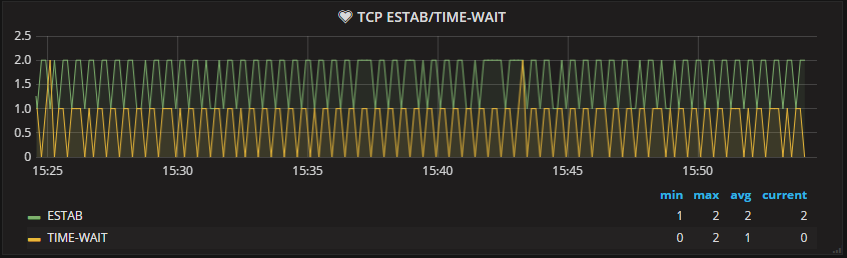 TCP ESTAB/TIME-WAIT
2.5
2.0
1.5
1.0
0.5
0
15:25 15:30 15:35 15:40 15:45 15:50
min max avg current
ESTAB 1 2 2 2
TIME-WAIT 0 2 1 0